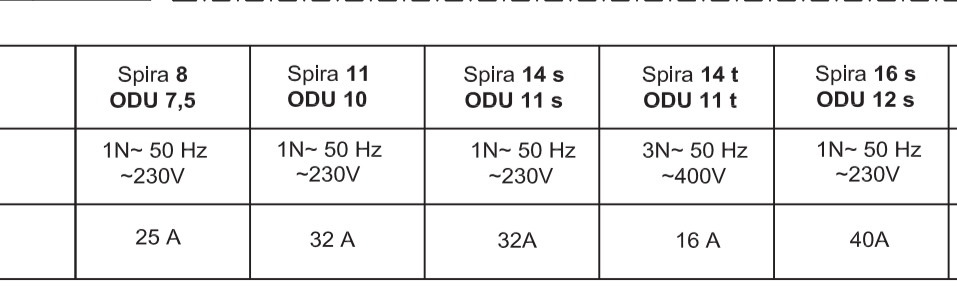 Spira 8
ODU 7,5
Spira 11
ODU 10
Spira 14 s
ODU 11 s
Spira 14 t
ODU 11 t
Spira 16 s
ODU 12 s
1N~ 50 Hz
~230V
1N~ 50 Hz
~230V
1N~ 50 Hz
~230V
3N~ 50 Hz
~400V
1N~ 50 Hz
~230V
25 A
32 A
32A
16 A
40A